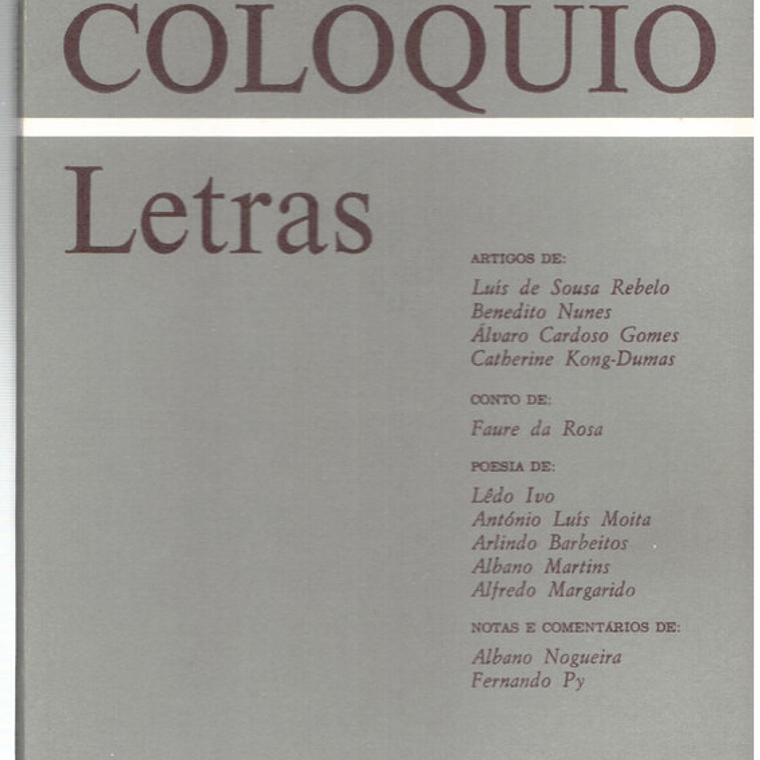 COLOQUIO
Letras
ARTIGOS DE:
Luís de Sousa Rebelo
Benedito Nunes
Álvaro Cardoso Gomes
Catherine Kong-Dumas
CONTO DE:
Faure da Rosa
POESIA DE:
Lêdo Ivo
António Luís Moita
Arlindo Barbeitos
Albano Martins
Alfredo Margarido
NOTAS E COMENTÁRIOS DE:
Albano Nogueira
Fernando Py